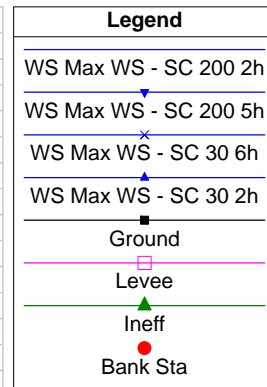 Legend
WS Max WS - SC 200 2h
WS Max WS - SC 200 5h
WS Max WS - SC 30 6h
WS Max WS - SC 30 2h
Ground
Levee
Ineff
Bank Sta